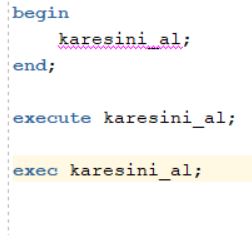 begin
karesini_al;
end;
execute karesini_al;
exec karesini_al;